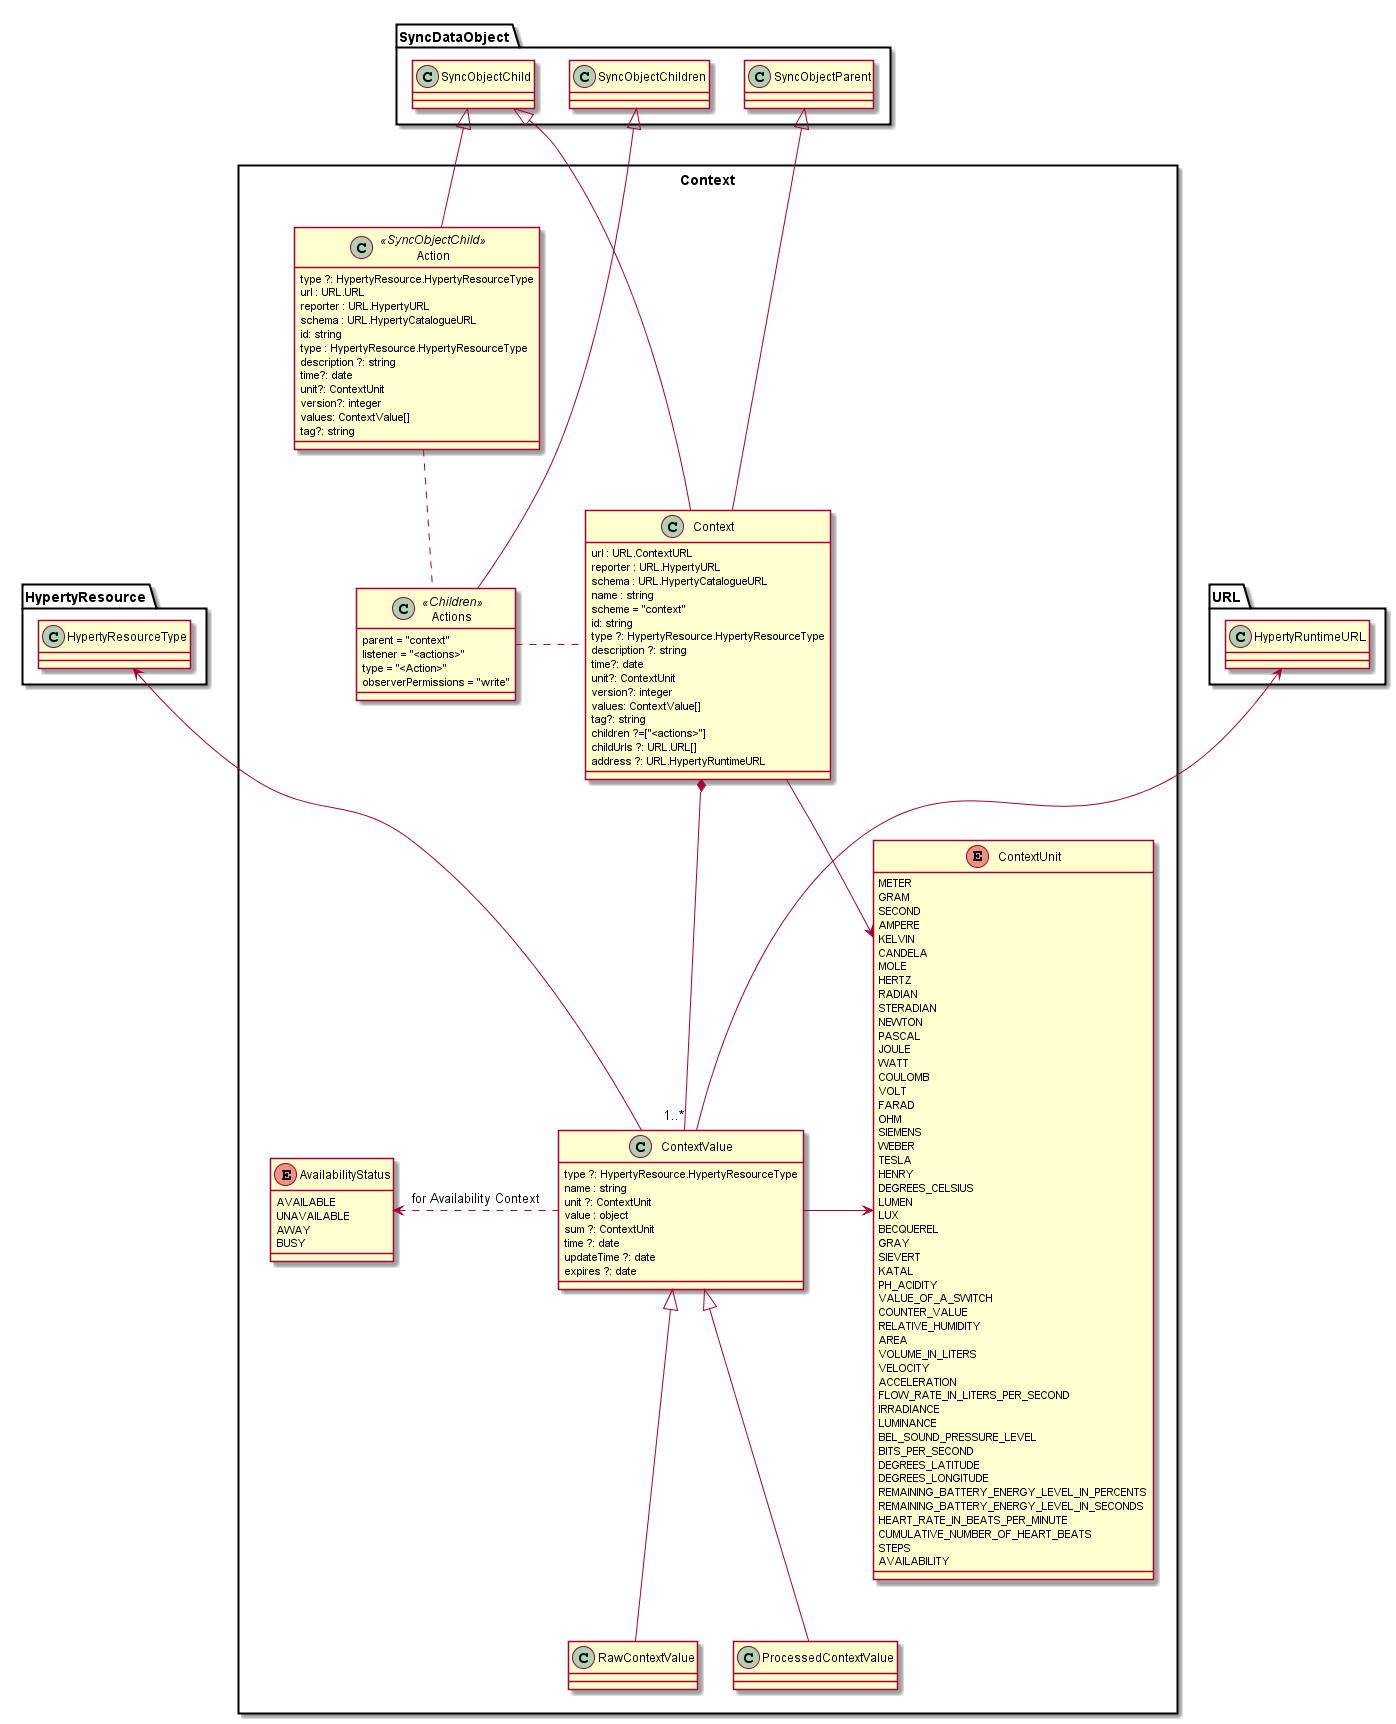 SyncDataObject
C SyncObjectChild
C SyncObjectChildren
C SyncObjectParent
Context
C «SyncObjectChild»
Action
type ?: HypertyResource.HypertyResourceType
url : URL.URL
reporter : URL.HypertyURL
schema : URL.HypertyCatalogueURL
id: string
type : HypertyResource.HypertyResourceType
description ?: string
time?: date
unit?: ContextUnit
version?: integer
values: ContextValue[]
tag?: string
C Context
url : URL.ContextURL
reporter : URL.HypertyURL
schema : URL.HypertyCatalogueURL
name : string
scheme = "context"
id: string
type ?: HypertyResource.HypertyResourceType
description ?: string
time?: date
unit?: ContextUnit
version?: integer
values: ContextValue[]
tag?: string
children ?=["<actions>"]
childUrls ?: URL.URL[]
address ?: URL.HypertyRuntimeURL
C «Children»
Actions
parent = "context"
listener = "<actions>"
type = "<Action>"
observerPermissions = "write"
HypertyResource
C HypertyResourceType
URL
C HypertyRuntimeURL
E ContextUnit
METER
GRAM
SECOND
AMPERE
KELVIN
CANDELA
MOLE
HERTZ
RADIAN
STERADIAN
NEWTON
PASCAL
JOULE
WATT
COULOMB
VOLT
FARAD
OHM
SIEMENS
WEBER
TESLA
HENRY
DEGREES_CELSIUS
LUMEN
LUX
BECQUEREL
GRAY
SIEVERT
KATAL
PH_ACIDITY
VALUE_OF_A_SWITCH
COUNTER_VALUE
RELATIVE_HUMIDITY
AREA
VOLUME_IN_LITERS
VELOCITY
ACCELERATION
FLOW_RATE_IN_LITERS_PER_SECOND
IRRADIANCE
LUMINANCE
BEL_SOUND_PRESSURE_LEVEL
BITS_PER_SECOND
DEGREES_LATITUDE
DEGREES_LONGITUDE
REMAINING_BATTERY_ENERGY_LEVEL_IN_PERCENTS
REMAINING_BATTERY_ENERGY_LEVEL_IN_SECONDS
HEART_RATE_IN_BEATS_PER_MINUTE
CUMULATIVE_NUMBER_OF_HEART_BEATS
STEPS
AVAILABILITY
1..*
C ContextValue
type ?: HypertyResource.HypertyResourceType
name : string
unit ?: ContextUnit
value : object
sum ?: ContextUnit
time ?: date
updateTime ?: date
expires ?: date
for Availability Context
E AvailabilityStatus
AVAILABLE
UNAVAILABLE
AWAY
BUSY
C RawContextValue
C ProcessedContextValue